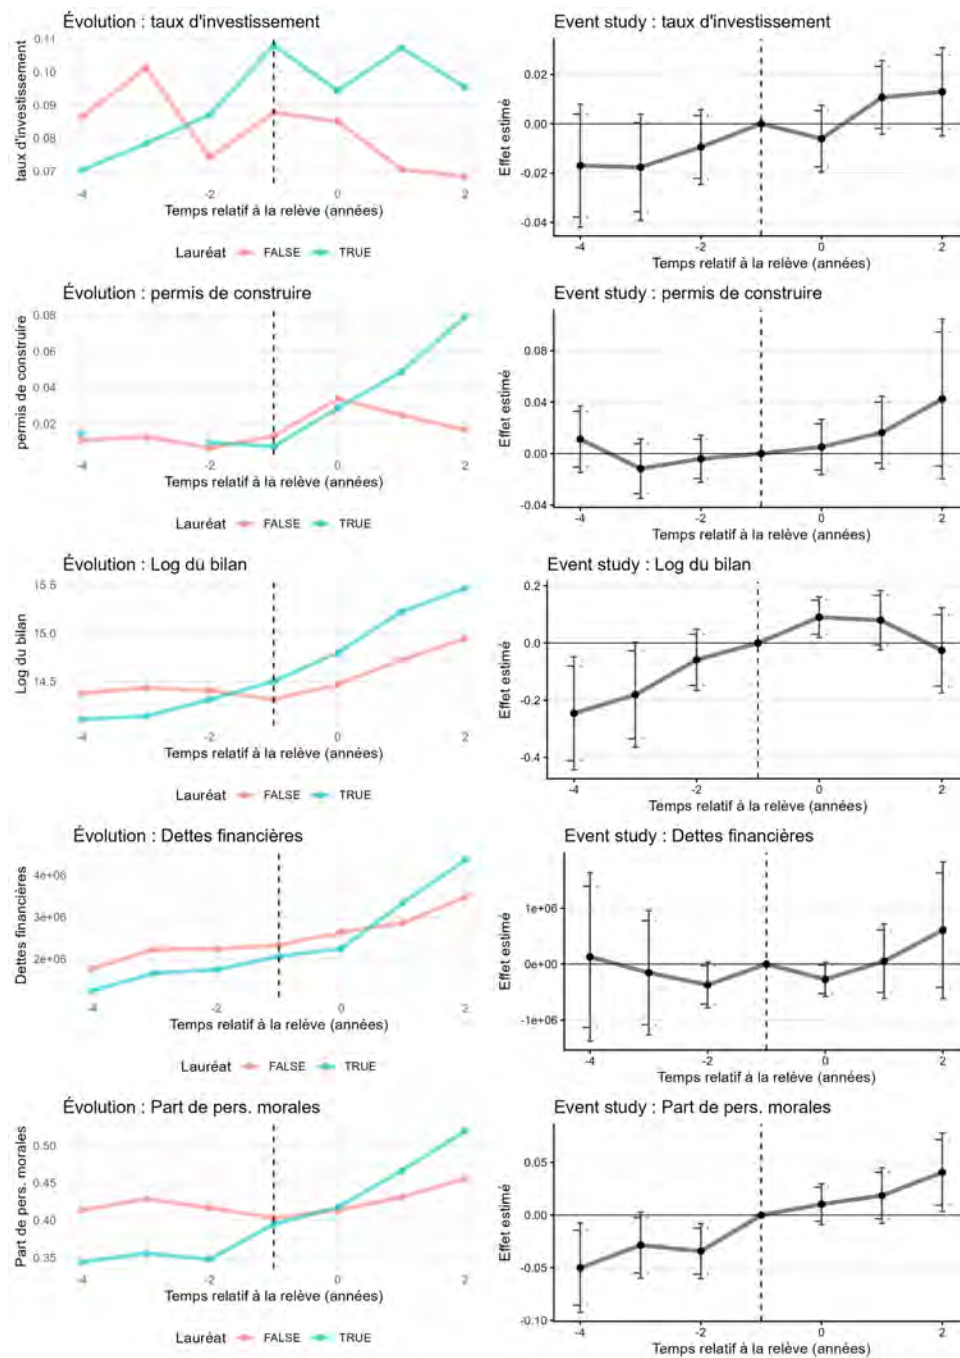 Évolution : taux d'investissement
taux d'investissement
0.11
0.10
0.09
0.08
0.07
-4
-2
0
2
Temps relatif à la relève (années)
Lauréat FALSE TRUE
Event study : taux d'investissement
Effet estimé
0.02
0.00
-0.02
-0.04
-4
-2
0
2
Temps relatif à la relève (années)
Évolution : permis de construire
permis de construire
0.08
0.06
0.04
0.02
-4
-2
0
2
Temps relatif à la relève (années)
Lauréat FALSE TRUE
Event study : permis de construire
Effet estimé
0.08
0.04
0.00
-0.04
-4
-2
0
2
Temps relatif à la relève (années)
Évolution : Log du bilan
Log du bilan
15.5
15.0
14.5
-4
-2
0
2
Temps relatif à la relève (années)
Lauréat FALSE TRUE
Event study : Log du bilan
Effet estimé
0.2
0.0
-0.2
-0.4
-4
-2
0
2
Temps relatif à la relève (années)
Évolution : Dettes financières
Dettes financières
4e+06
3e+06
2e+06
-4
-2
0
2
Temps relatif à la relève (années)
Lauréat FALSE TRUE
Event study : Dettes financières
Effet estimé
1e+06
0e+00
-1e+06
-4
-2
0
2
Temps relatif à la relève (années)
Évolution : Part de pers. morales
Part de pers. morales
0.50
0.45
0.40
0.35
-4
-2
0
2
Temps relatif à la relève (années)
Lauréat FALSE TRUE
Event study : Part de pers. morales
Effet estimé
0.05
0.00
-0.05
-0.10
-4
-2
0
2
Temps relatif à la relève (années)